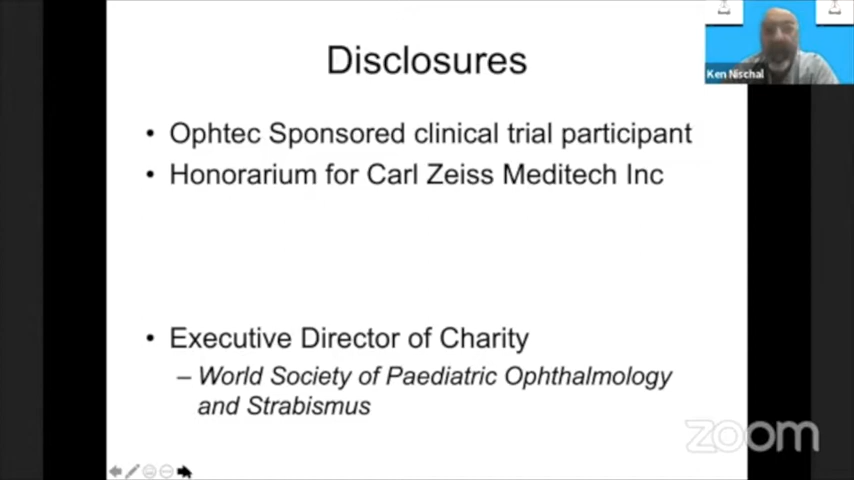 Disclosures
Ken Nischal
• Ophtec Sponsored clinical trial participant
• Honorarium for Carl Zeiss Meditech Inc
• Executive Director of Charity
– World Society of Paediatric Ophthalmology
and Strabismus
zoom